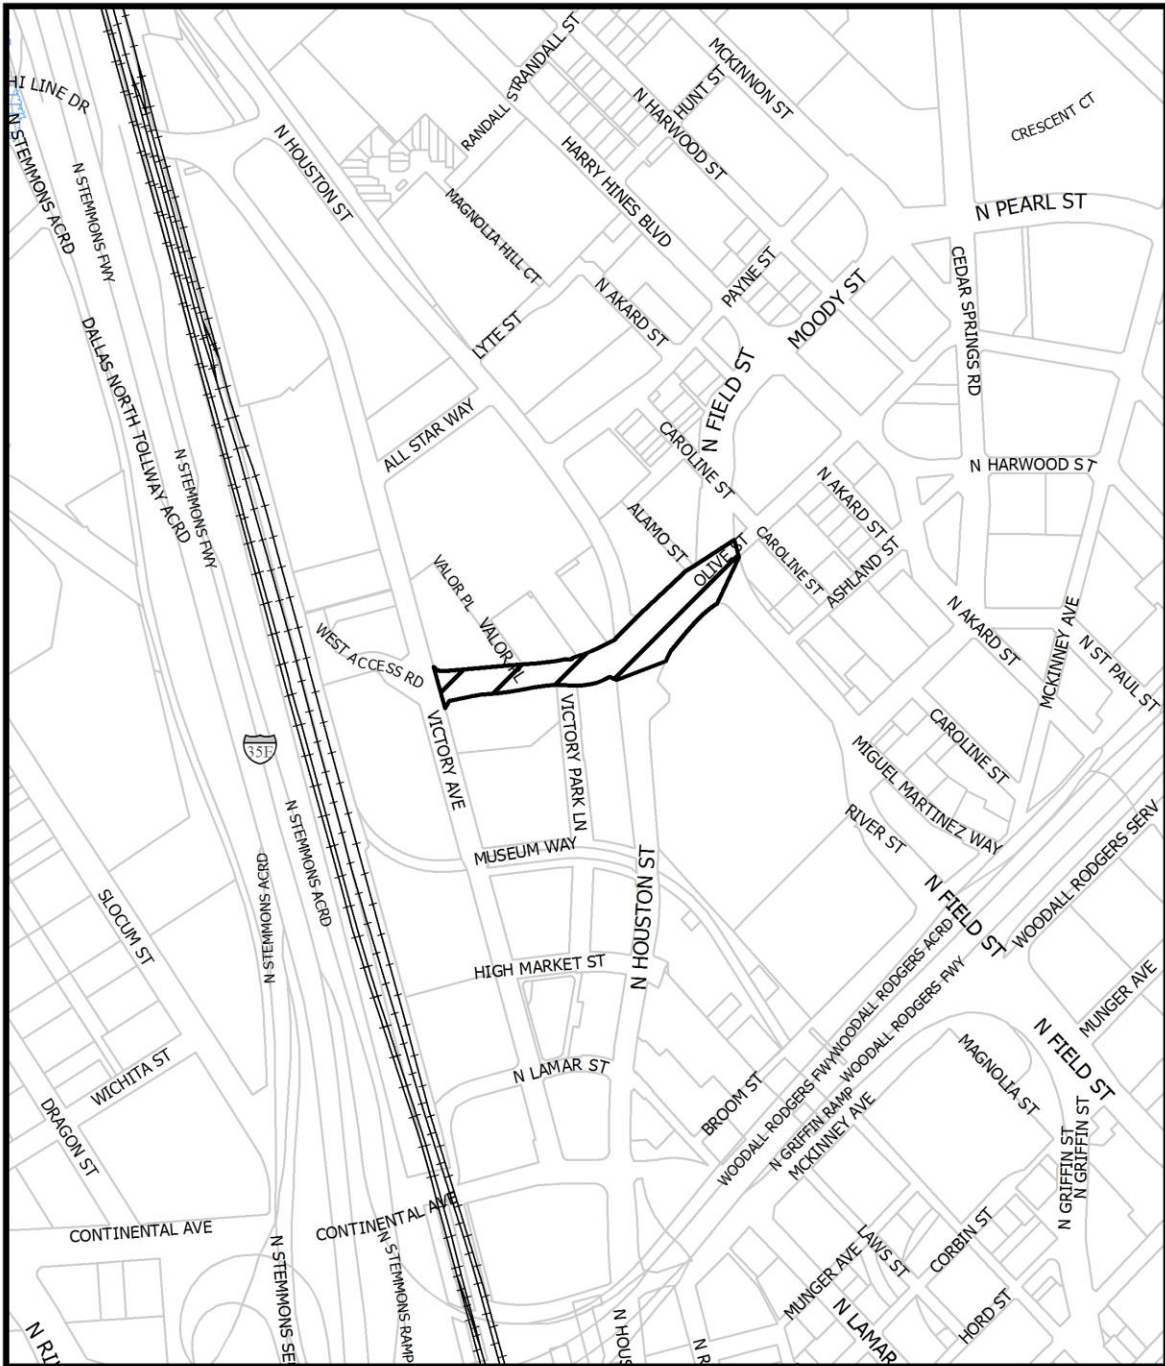 HI LINE DR
N STEMMONS ACRD
N STEMMONS FWY
N HOUSTON ST
RANDALL ST
RANDALL ST
MCKINNON ST
HUNT ST
N HARWOOD ST
HARRY HINES BLVD
CRESCENT CT
N PEARL ST
MAGNOLIA HILL CT
PAYNE ST
N AKARD ST
MOODY ST
CEDAR SPRINGS RD
LYTE ST
DALLAS NORTH TOLLWAY ACRD
N FIELD ST
ALL STAR WAY
CAROLINE ST
N STEMMONS FWY
N HARWOOD ST
N AKARD ST
ALAMO ST
OLIVE ST
CAROLINE ST
ASHLAND ST
VALOR PL
VALOR PL
WEST ACCESS RD
N AKARD ST
MCKINNEY AVE
N ST PAUL ST
VICTORY AVE
VICTORY PARK LN
35E
CAROLINE ST
MIGUEL MARTINEZ WAY
RIVER ST
N STEMMONS ACRD
N STEMMONS ACRD
MUSEUM WAY
N HOUSTON ST
N FIELD ST
WOODALL RODGERS SERV
SLOCUM ST
HIGH MARKET ST
WOODALL RODGERS ACRD
WOODALL RODGERS FWY
MUNGER AVE
N FIELD ST
MAGNOLIA ST
N LAMAR ST
WICHITA ST
BROOM ST
WOODALL RODGERS FWY
N GRIFFIN RAMP
MCKINNEY AVE
DRAGON ST
N GRIFFIN ST
N GRIFFIN ST
CONTINENTAL AVE
CONTINENTAL AVE
N STEMMONS RAMP
N STEMMONS SE
LAWS ST
CORBIN ST
MUNGER AVE
HORD ST
N LAMAR
N HOUS
N R
N RI